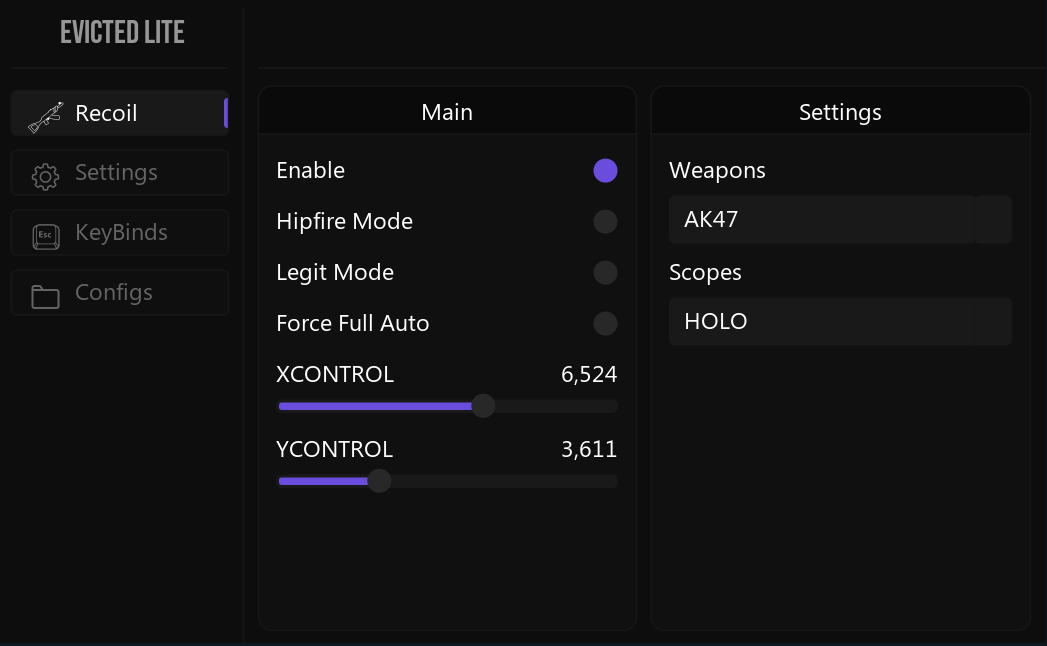 EVICTED LITE
Recoil
Settings
Esc
KeyBinds
Configs
Main
Enable
Hipfire Mode
Legit Mode
Force Full Auto
XCONTROL 6,524
YCONTROL 3,611
Settings
Weapons
AK47
Scopes
HOLO